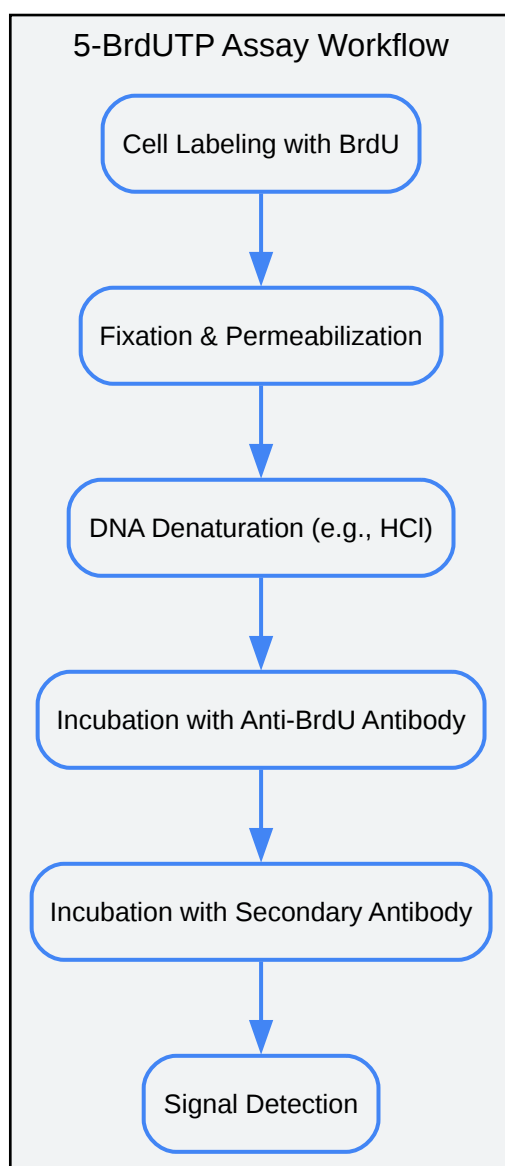 5-BrdUTP Assay Workflow
Cell Labeling with BrdU
Fixation & Permeabilization
DNA Denaturation (e.g., HCl)
Incubation with Anti-BrdU Antibody
Incubation with Secondary Antibody
Signal Detection